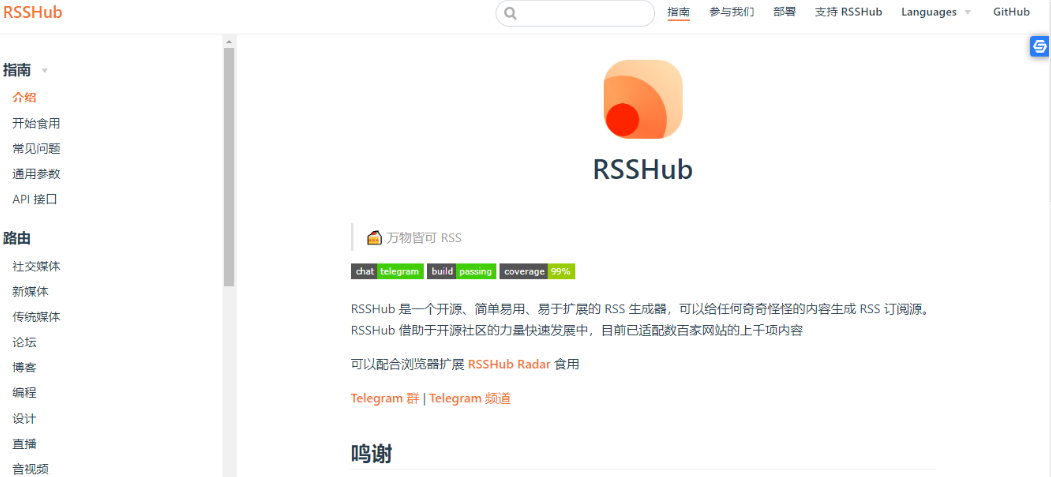 RSSHub
指南 参与我们 部署 支持 RSSHub Languages GitHub
指南
介绍
开始食用
常见问题
通用参数
API 接口
路由
社交媒体
新媒体
传统媒体
论坛
博客
编程
设计
直播
音视频
RSSHub
🍰 万物皆可 RSS
chat telegram build passing coverage 99%
RSSHub 是一个开源、简单易用、易于扩展的 RSS 生成器，可以给任何奇奇怪怪的内容生成 RSS 订阅源。
RSSHub 借助于开源社区的力量快速发展中，目前已适配数百家网站的上千项内容
可以配合浏览器扩展 RSSHub Radar 食用
Telegram 群 | Telegram 频道
鸣谢